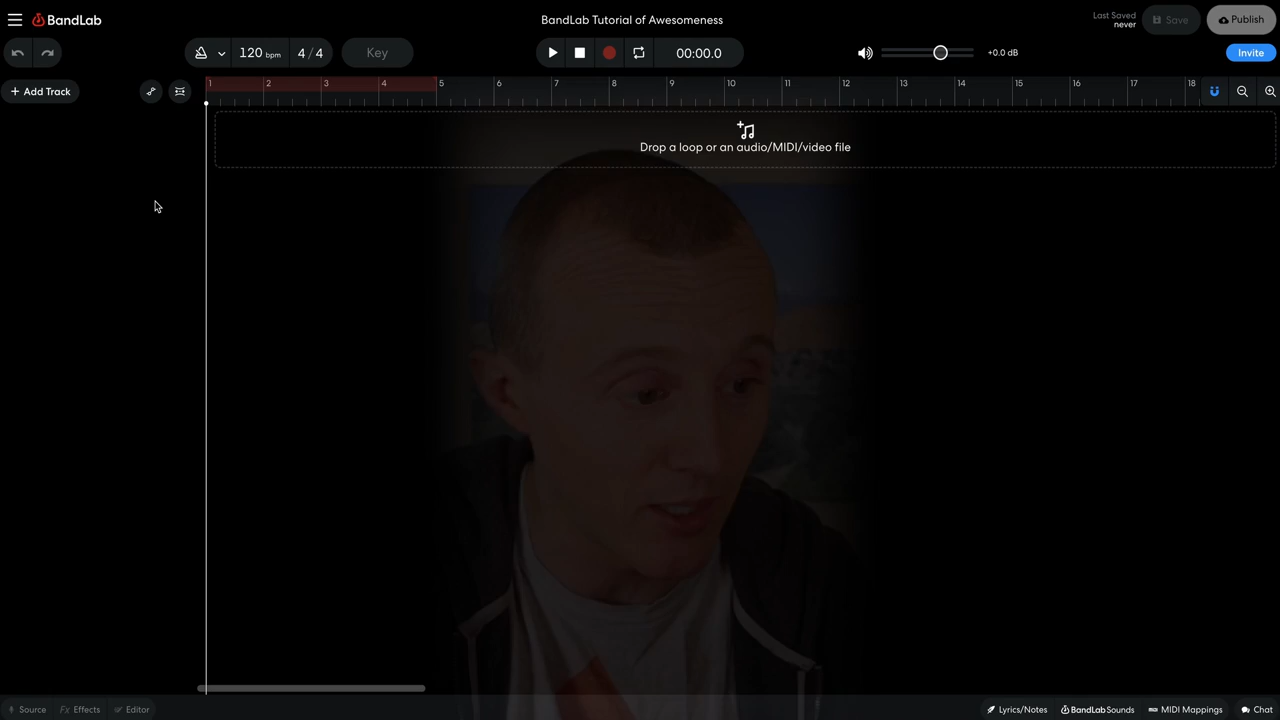 BandLab
BandLab Tutorial of Awesomeness
Last Saved
never
Save
Publish
120 bpm
4 / 4
Key
00:00.0
+0.0 dB
Invite
+ Add Track
1 2 3 4 5 6 7 8 9 10 11 12 13 14 15 16 17 18
Drop a loop or an audio/MIDI/video file
Source
Fx Effects
Editor
Lyrics/Notes
BandLab Sounds
MIDI Mappings
Chat